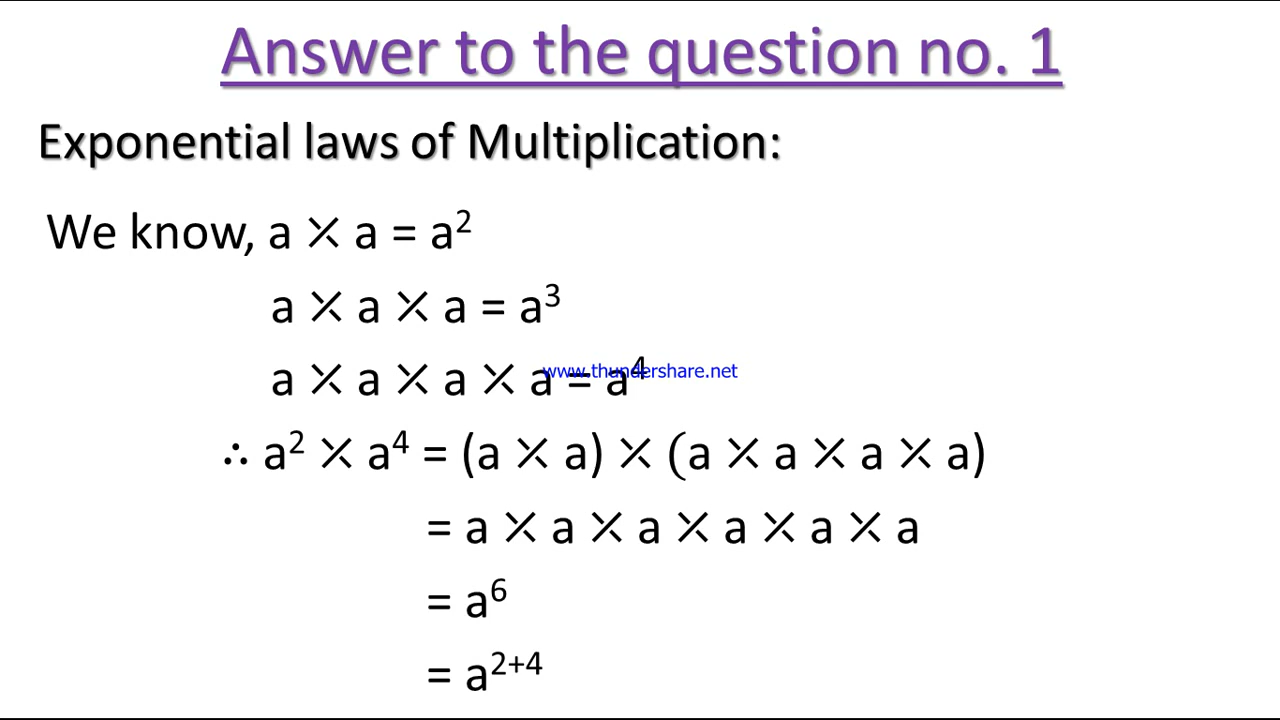 Answer to the question no. 1
Exponential laws of Multiplication:
We know, a × a = a²
a × a × a = a³
a × a × a × a = a⁴
www.thundershare.net
∴ a² × a⁴ = (a × a) × (a × a × a × a)
= a × a × a × a × a × a
= a⁶
= a²⁺⁴